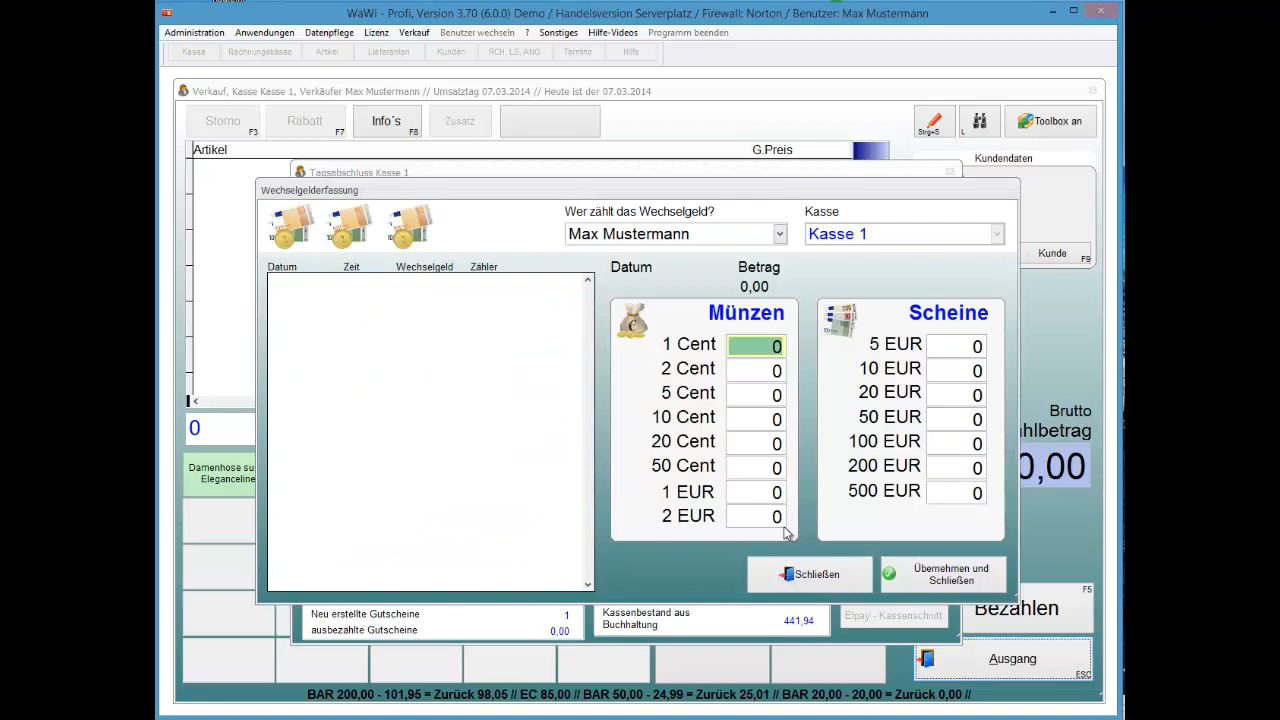 WaWi - Profi, Version 3.70 (6.0.0) Demo / Handelsversion Serverplatz / Firewall: Norton / Benutzer: Max Mustermann
Administration Anwendungen Datenpflege Lizenz Verkauf Benutzer wechseln ? Sonstiges Hilfe-Videos Programm beenden
Kasse Rechnungskasse Artikel Lieferanten Kunden RCH, LS, ANG Termine Hilfe
Verkauf, Kasse Kasse 1, Verkäufer Max Mustermann // Umsatztag 07.03.2014 // Heute ist der 07.03.2014
Storno F3 Rabatt F7 Info´s F8 Zusatz Strg+S L Toolbox an
Artikel G.Preis Kundendaten
Tagsabschluss Kasse 1
Wechselgelderfassung
Wer zählt das Wechselgeld? Kasse
Max Mustermann Kasse 1
Kunde F9
Datum Zeit Wechselgeld Zähler Datum Betrag
0,00
Münzen Scheine
1 Cent 0 5 EUR 0
2 Cent 0 10 EUR 0
5 Cent 0 20 EUR 0
10 Cent 0 50 EUR 0
20 Cent 0 100 EUR 0
50 Cent 0 200 EUR 0
1 EUR 0 500 EUR 0
2 EUR 0
Brutto
ahlbetrag
0 0,00
Damenhose su
Eleganceline
Schließen Übernehmen und
Schließen
Neu erstellte Gutscheine 1
ausbezahlte Gutscheine 0,00
Kassenbestand aus
Buchhaltung 441,94
Elpay - Kassenschnitt
Bezahlen F5
Ausgang ESC
BAR 200,00 - 101,95 = Zurück 98,05 // EC 85,00 // BAR 50,00 - 24,99 = Zurück 25,01 // BAR 20,00 - 20,00 = Zurück 0,00 //